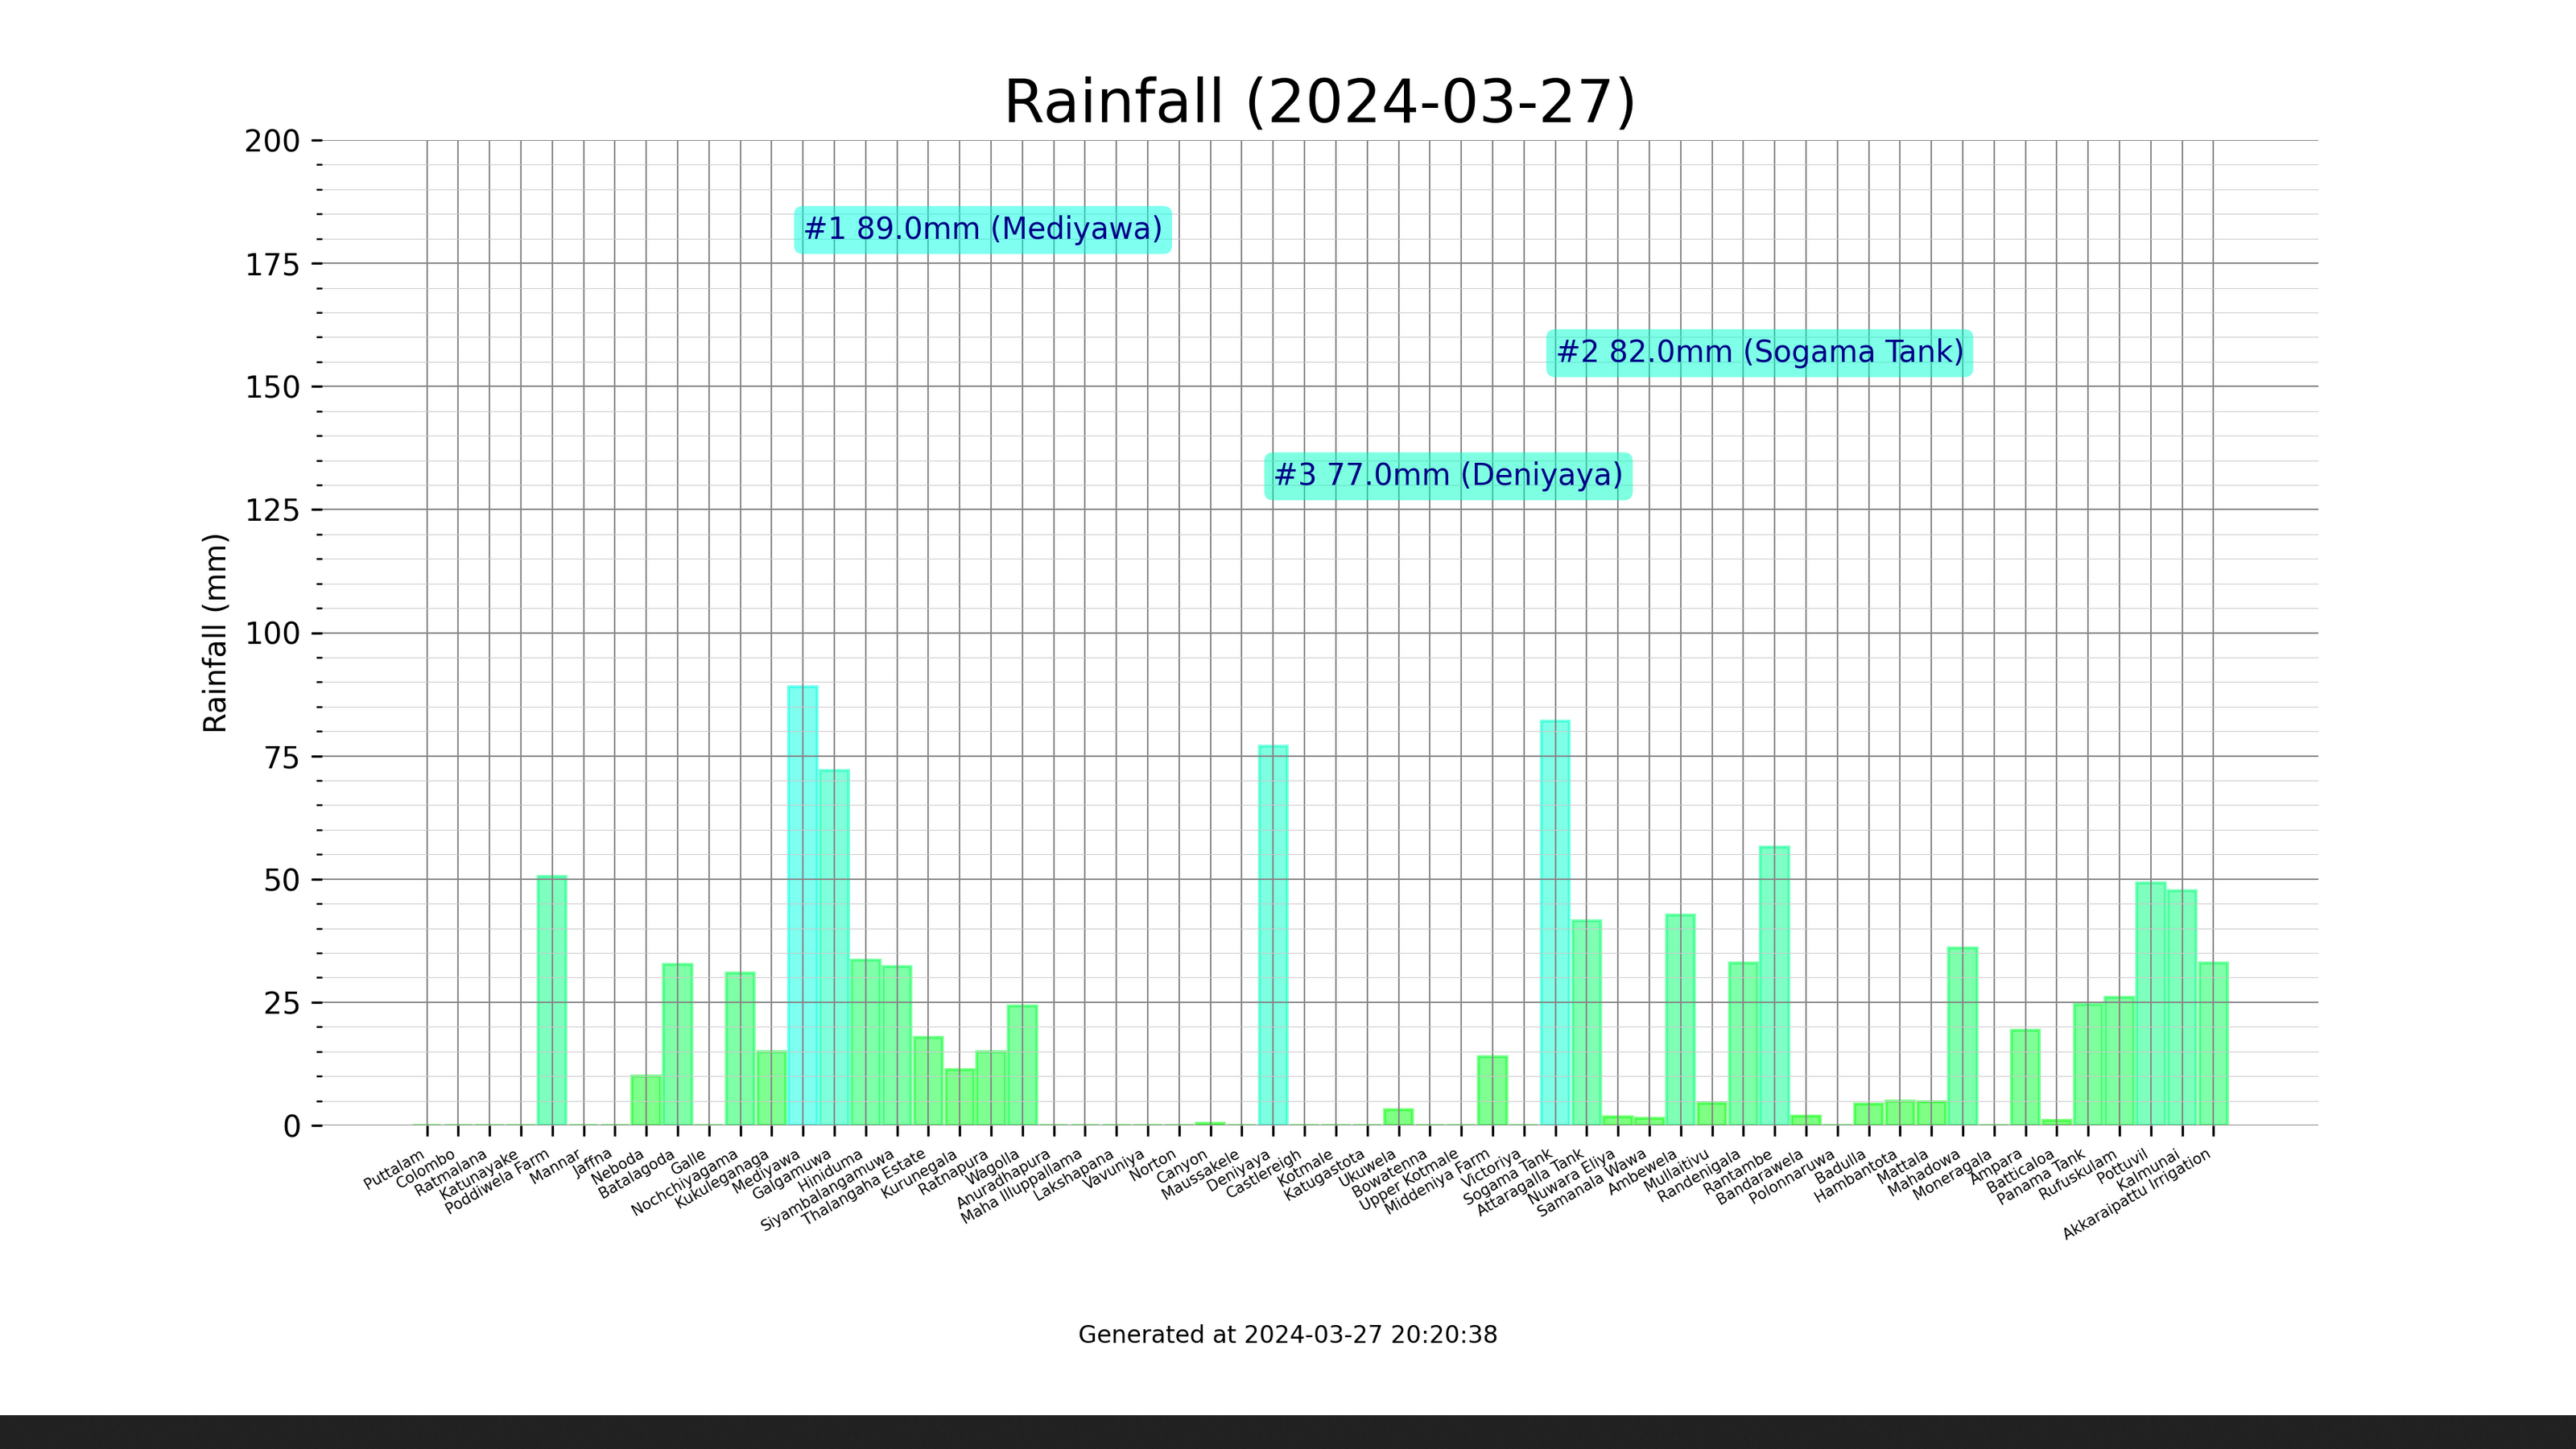 Rainfall (2024-03-27)
200
175
150
125
100
75
50
25
0
Rainfall (mm)
#1 89.0mm (Mediyawa)
#2 82.0mm (Sogama Tank)
#3 77.0mm (Deniyaya)
Puttalam
Colombo
Ratmalana
Katunayake
Poddiwela Farm
Mannar
Jaffna
Neboda
Batalagoda
Galle
Nochchiyagama
Kukuleganaga
Mediyawa
Galgamuwa
Hiniduma
Siyambalangamuwa
Thalangaha Estate
Kurunegala
Ratnapura
Wagolla
Anuradhapura
Maha Illuppallama
Lakshapana
Vavuniya
Norton
Canyon
Maussakele
Deniyaya
Castlereigh
Kotmale
Katugastota
Ukuwela
Bowatenna
Upper Kotmale
Middeniya Farm
Victoriya
Sogama Tank
Attaragalla Tank
Nuwara Eliya
Samanala Wawa
Ambewela
Mullaitivu
Randenigala
Rantambe
Bandarawela
Polonnaruwa
Badulla
Hambantota
Mattala
Mahadowa
Moneragala
Ampara
Batticaloa
Panama Tank
Rufuskulam
Pottuvil
Kalmunai
Akkaraipattu Irrigation
Generated at 2024-03-27 20:20:38